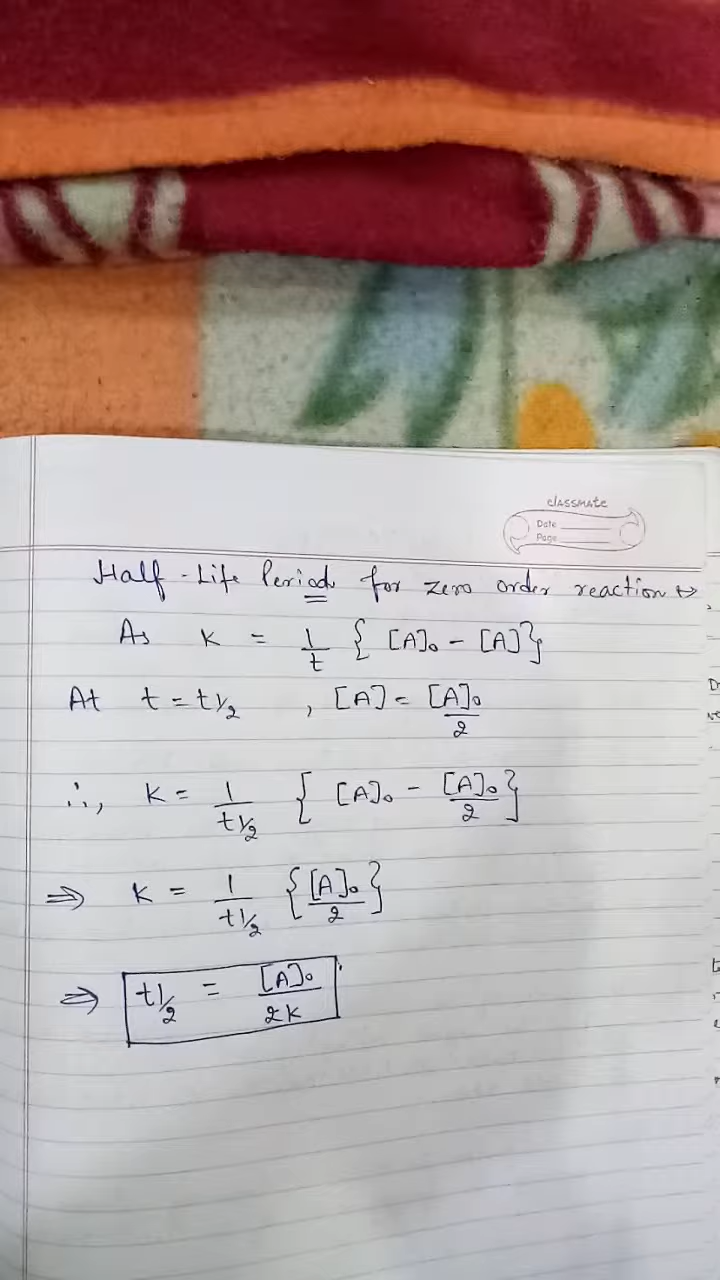 classmate
Date
Page
Half-Life Period for zero order reaction ↔
As K = 1/t { [A]₀ - [A] }
At t = t1/2 , [A] = [A]₀/2
∴, K = 1/t1/2 { [A]₀ - [A]₀/2 }
⇒ K = 1/t1/2 { [A]₀/2 }
⇒ t1/2 = [A]₀/2K